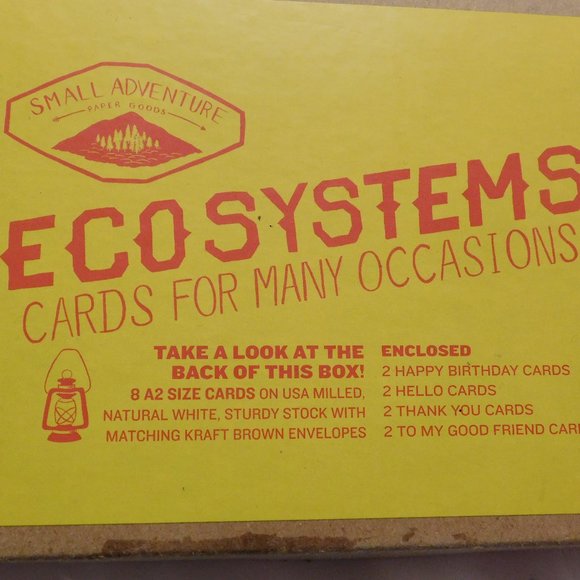 SMALL ADVENTURE
PAPER GOODS
ECOSYSTEMS
CARDS FOR MANY OCCASIONS
TAKE A LOOK AT THE
BACK OF THIS BOX!
8 A2 SIZE CARDS ON USA MILLED,
NATURAL WHITE, STURDY STOCK WITH
MATCHING KRAFT BROWN ENVELOPES
ENCLOSED
2 HAPPY BIRTHDAY CARDS
2 HELLO CARDS
2 THANK YOU CARDS
2 TO MY GOOD FRIEND CAR